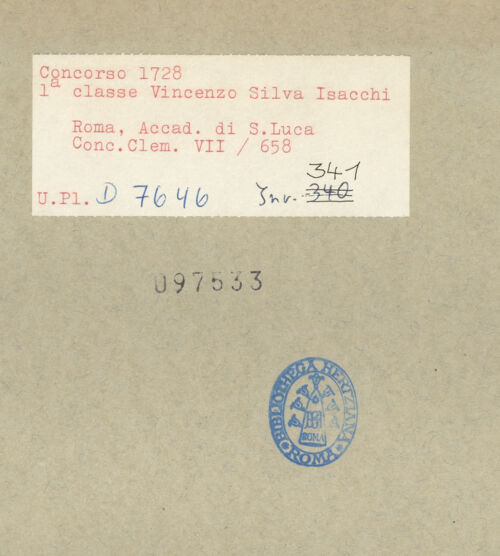 Concorso 1728
1a classe Vincenzo Silva Isacchi
Roma, Accad. di S.Luca
Conc.Clem. VII / 658
341
U.Pl. D 7646 Inv. 340
097533
BIBLIOTHECA HERTZIANA
ROMA
ROMA